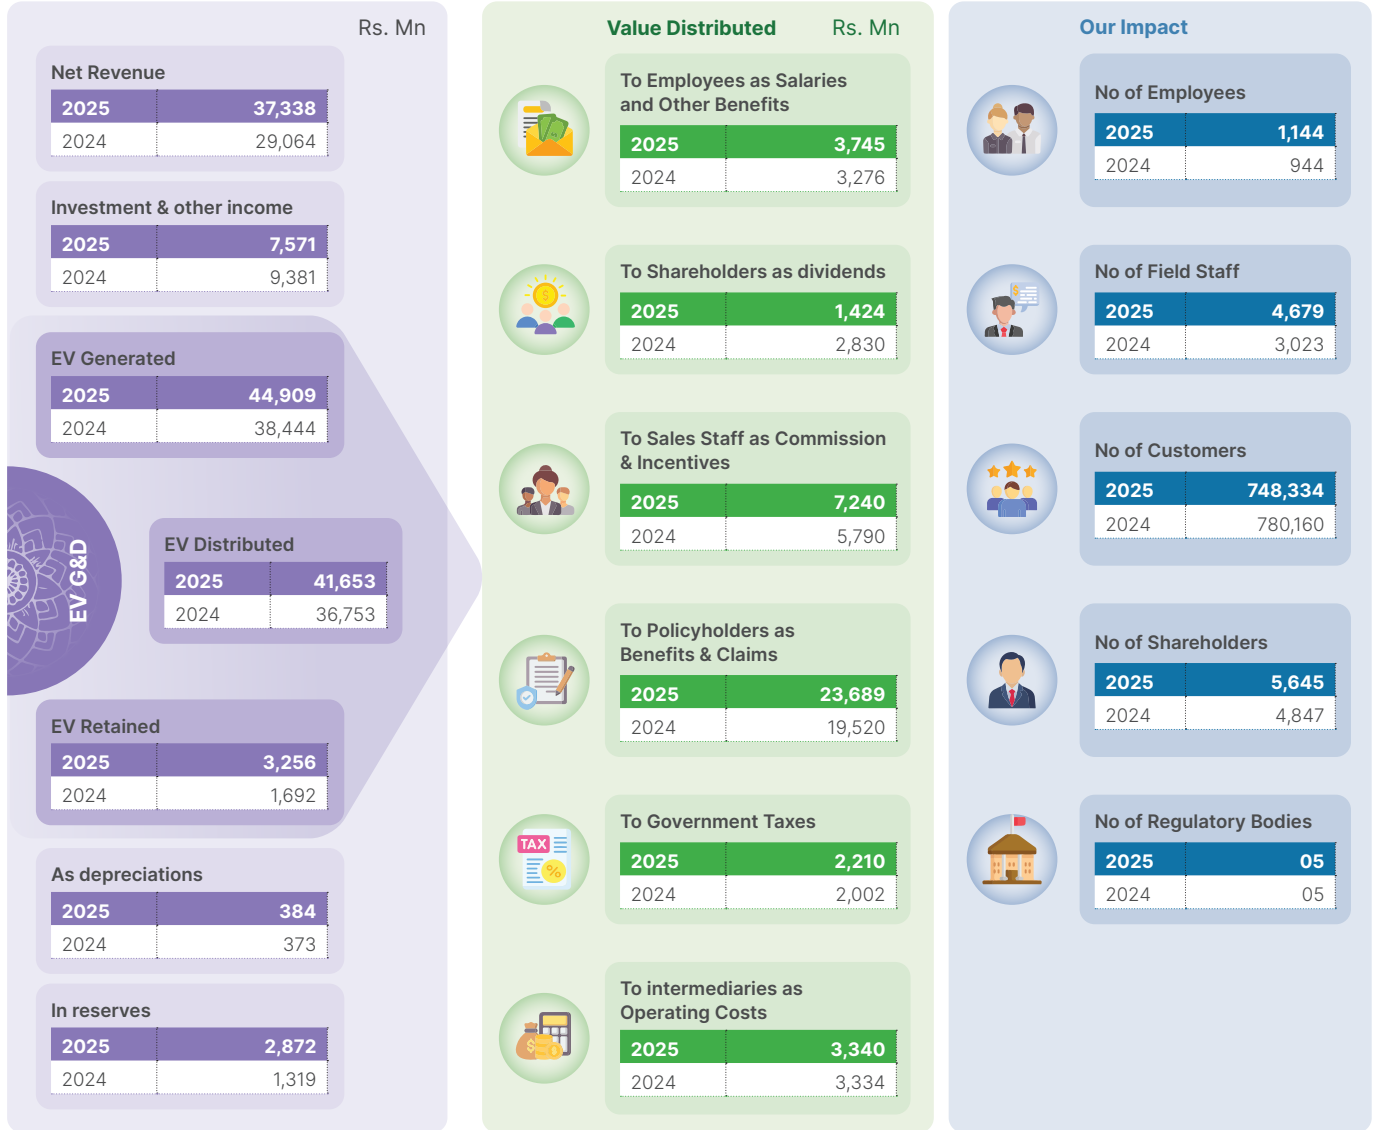 Rs. Mn
Net Revenue
2025 37,338
2024 29,064
Investment & other income
2025 7,571
2024 9,381
EV Generated
2025 44,909
2024 38,444
EV G&D
EV Distributed
2025 41,653
2024 36,753
EV Retained
2025 3,256
2024 1,692
As depreciations
2025 384
2024 373
In reserves
2025 2,872
2024 1,319
Value Distributed Rs. Mn
To Employees as Salaries
and Other Benefits
2025 3,745
2024 3,276
To Shareholders as dividends
2025 1,424
2024 2,830
To Sales Staff as Commission
& Incentives
2025 7,240
2024 5,790
To Policyholders as
Benefits & Claims
2025 23,689
2024 19,520
TAX
%
To Government Taxes
2025 2,210
2024 2,002
To intermediaries as
Operating Costs
2025 3,340
2024 3,334
Our Impact
No of Employees
2025 1,144
2024 944
No of Field Staff
2025 4,679
2024 3,023
No of Customers
2025 748,334
2024 780,160
No of Shareholders
2025 5,645
2024 4,847
No of Regulatory Bodies
2025 05
2024 05